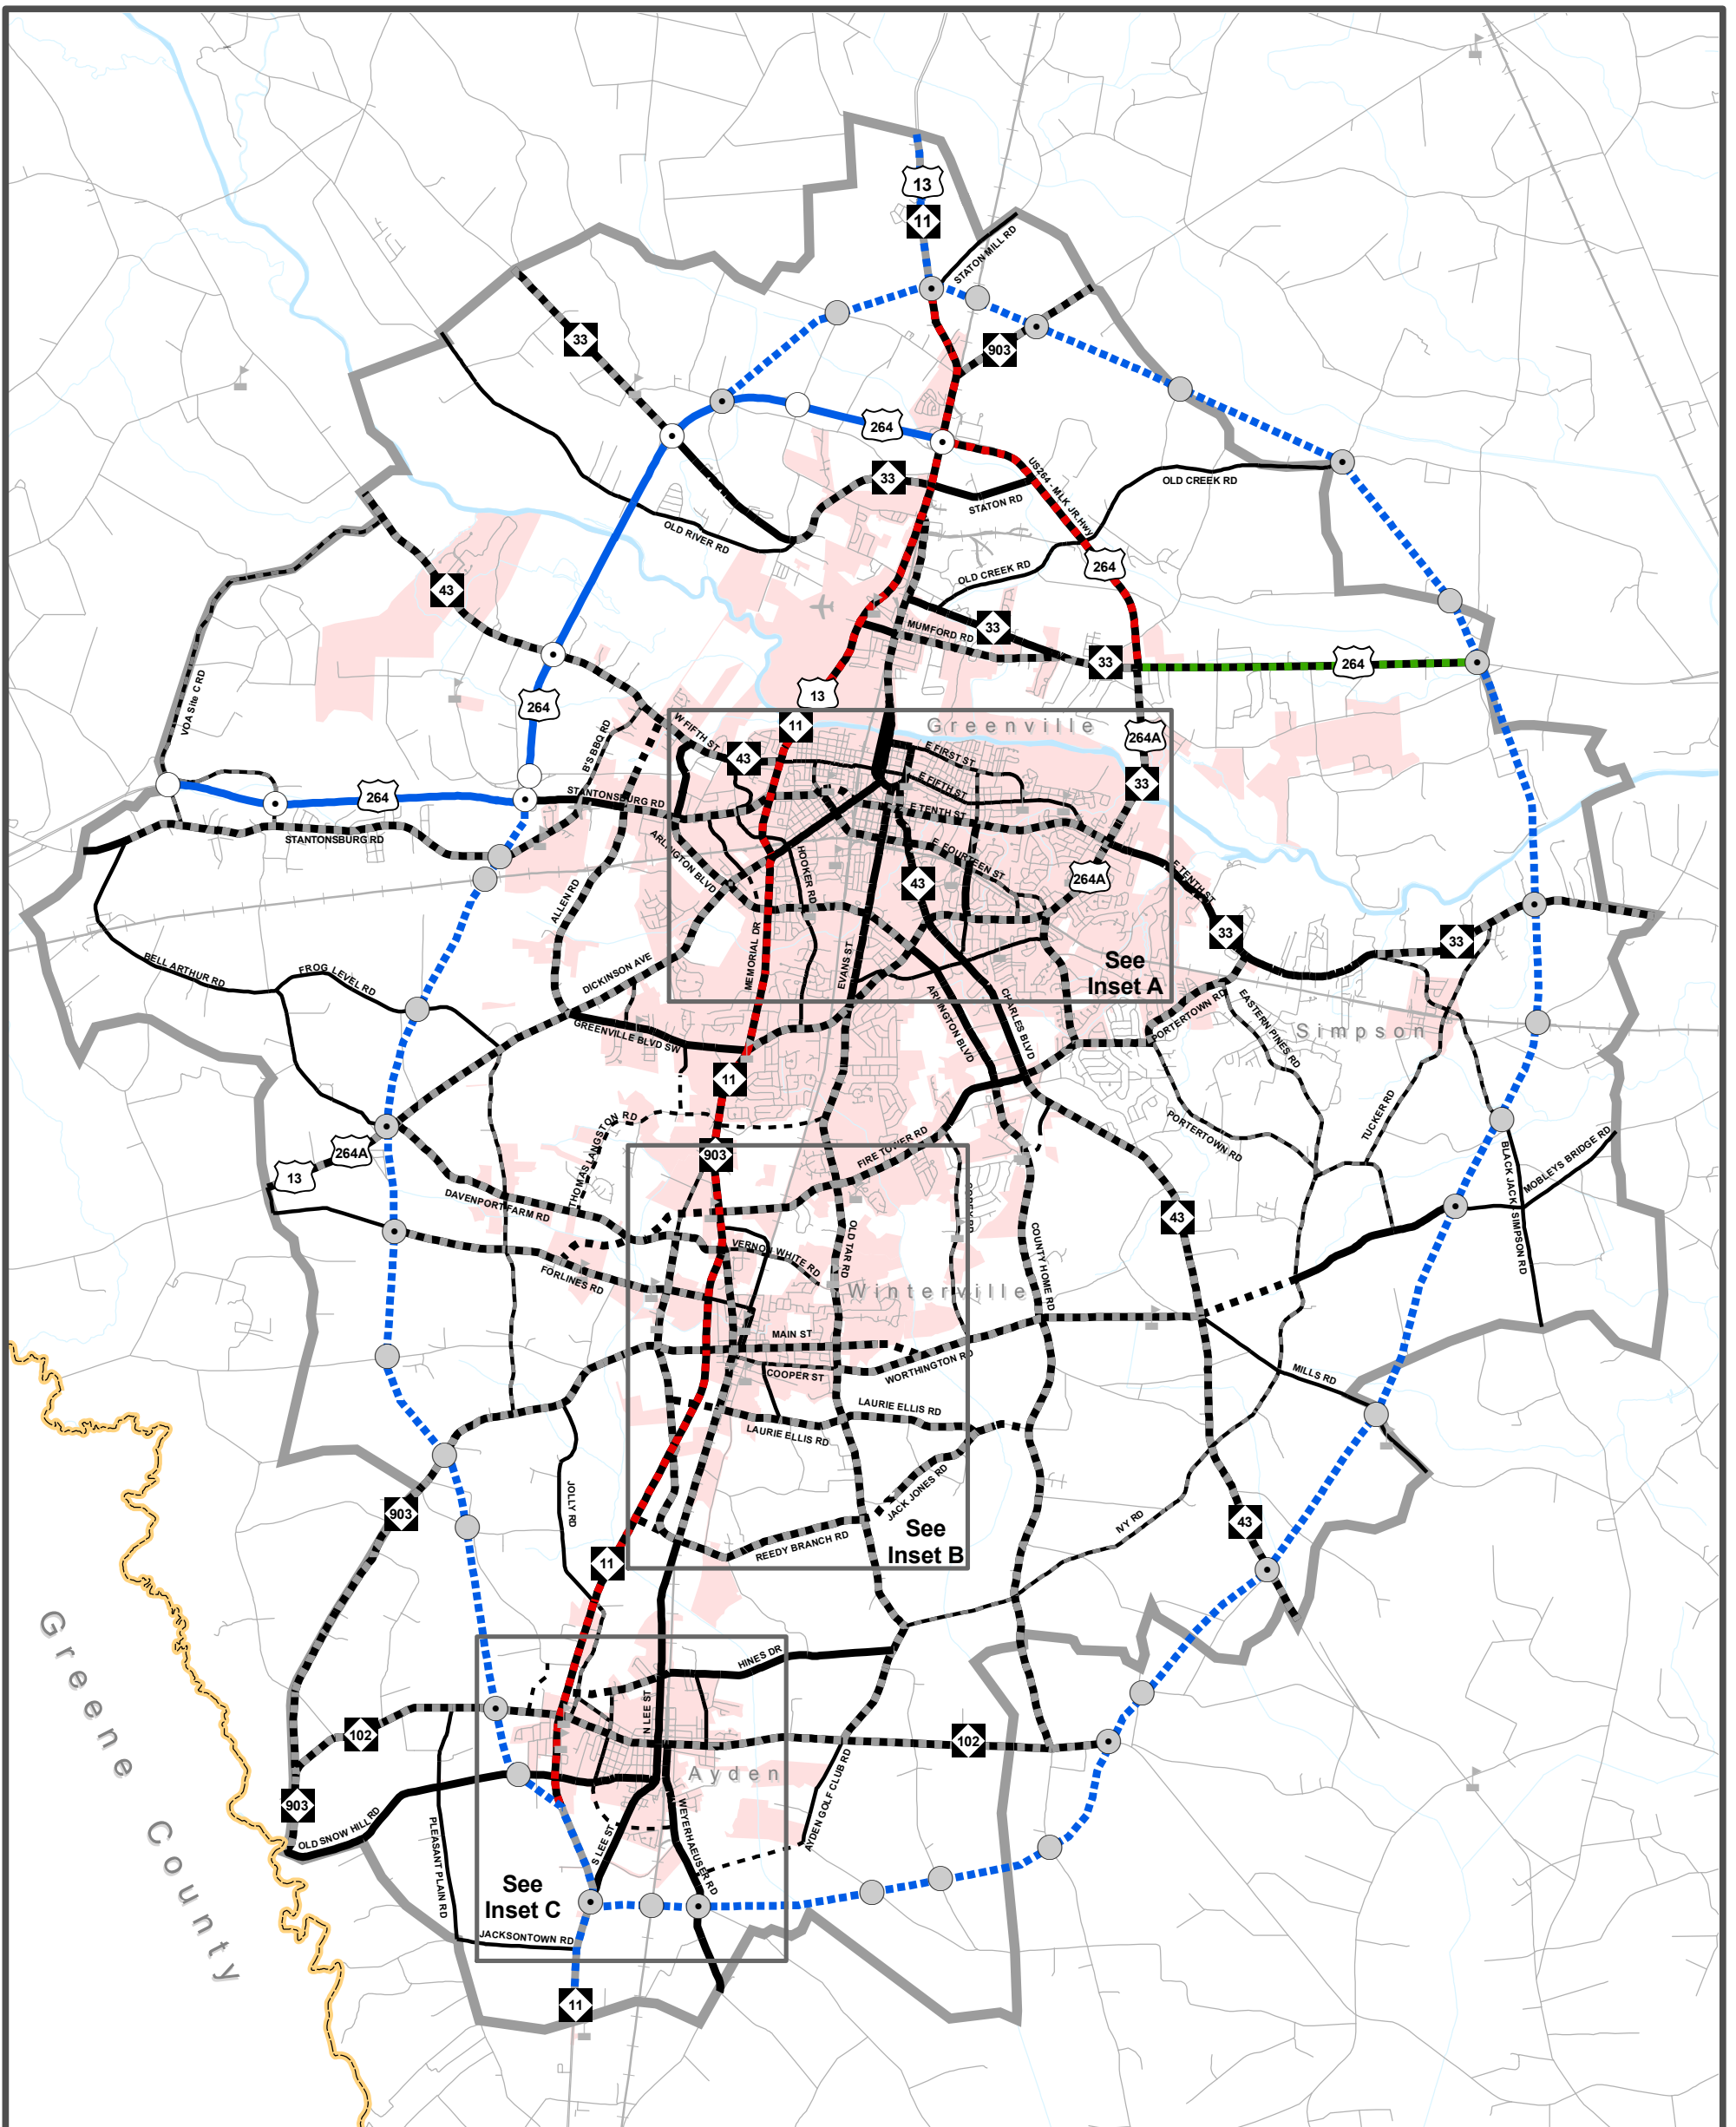 13
11
STATON MILL RD
33
903
264
33
STATON RD
US264 - MLK JR.Hwy
OLD CREEK RD
OLD RIVER RD
264
OLD CREEK RD
43
MUMFORD RD
33
33
264
VOA Site C RD
264
13
11
Greenville
264A
B'S BBQ RD
W FIFTH ST
43
E FIRST ST
33
E FIFTH ST
264
STANTONSBURG RD
E TENTH ST
STANTONSBURG RD
ARLINGTON BLVD
HOOKER RD
E. FOURTEEN ST
43
264A
E TENTH ST
ALLEN RD
33
33
BELL ARTHUR RD
FROG LEVEL RD
DICKINSON AVE
MEMORIAL DR
EVANS ST
See
Inset A
GREENVILLE BLVD SW
ARLINGTON BLVD
CHARLES BLVD
PORTERTOWN RD
EASTERN PINES RD
Simpson
11
THOMAS LANGSTON RD
264A
13
903
FIRE TOWER RD
PORTERTOWN RD
TUCKER RD
BLACK JACK - SIMPSON RD
MOBLEYS BRIDGE RD
DAVENPORT FARM RD
43
VERNON WHITE RD
OLD TAR RD
COUNTY HOME RD
FORLINES RD
Winterville
MAIN ST
COOPER ST
WORTHINGTON RD
MILLS RD
LAURIE ELLIS RD
LAURIE ELLIS RD
JOLLY RD
JACK JONES RD
903
43
IVY RD
See
Inset B
REEDY BRANCH RD
11
Greene County
HINES DR
N LEE ST
102
102
Ayden
903
OLD SNOW HILL RD
PLEASANT PLAIN RD
S LEE ST
WEYERHAEUSER RD
AYDEN GOLF CLUB RD
See
Inset C
JACKSONTOWN RD
11